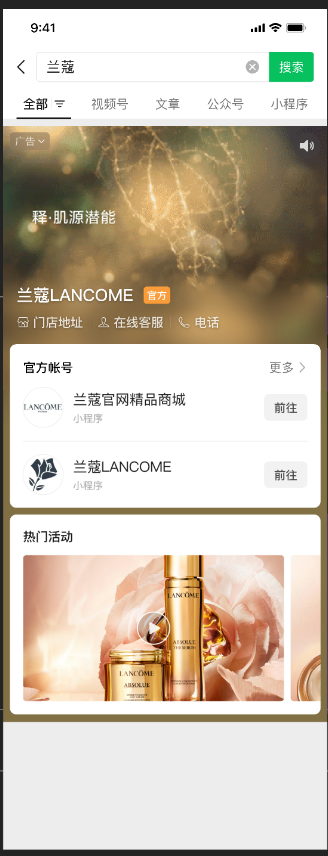 9:41
兰蔻
搜索
全部 视频号 文章 公众号 小程序
广告
释·肌源潜能
兰蔻LANCOME 官方
门店地址 在线客服 电话
官方帐号 更多
LANCÔME
兰蔻官网精品商城
小程序
前往
兰蔻LANCOME
小程序
前往
热门活动
LANCÔME
ABSOLUE
LANCÔME
ABSOLUE